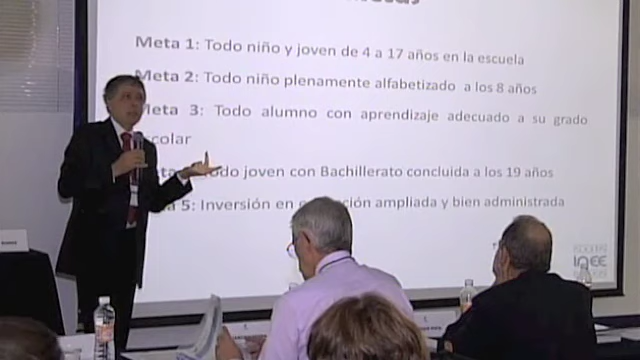 Meta 1: Todo niño y joven de 4 a 17 años en la escuela
Meta 2: Todo niño plenamente alfabetizado a los 8 años
Meta 3: Todo alumno con aprendizaje adecuado a su grado
escolar
Todo joven con Bachillerato concluida a los 19 años
5: Inversión en educación ampliada y bien administrada
INEE